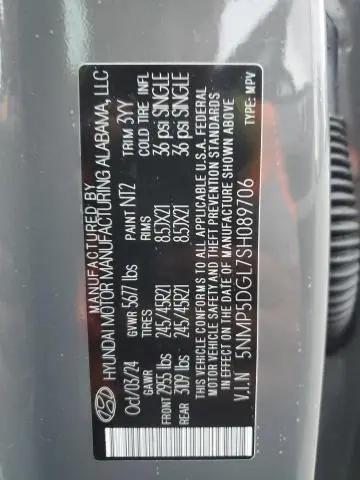 MANUFACTURED BY
HYUNDAI MOTOR MANUFACTURING ALABAMA, LLC
Oct/03/24 GVWR 5677 lbs PAINT NT2 TRIM 3YY
GAWR TIRES RIMS COLD TIRE INFL
FRONT 2955 lbs 245/45R21 8.5JX21 36 psi SINGLE
REAR 3109 lbs 245/45R21 8.5JX21 36 psi SINGLE
THIS VEHICLE CONFORMS TO ALL APPLICABLE U.S.A. FEDERAL
MOTOR VEHICLE SAFETY AND THEFT PREVENTION STANDARDS
IN EFFECT ON THE DATE OF MANUFACTURE SHOWN ABOVE
V.I.N 5NMP5DGL7SH089706
TYPE: MPV